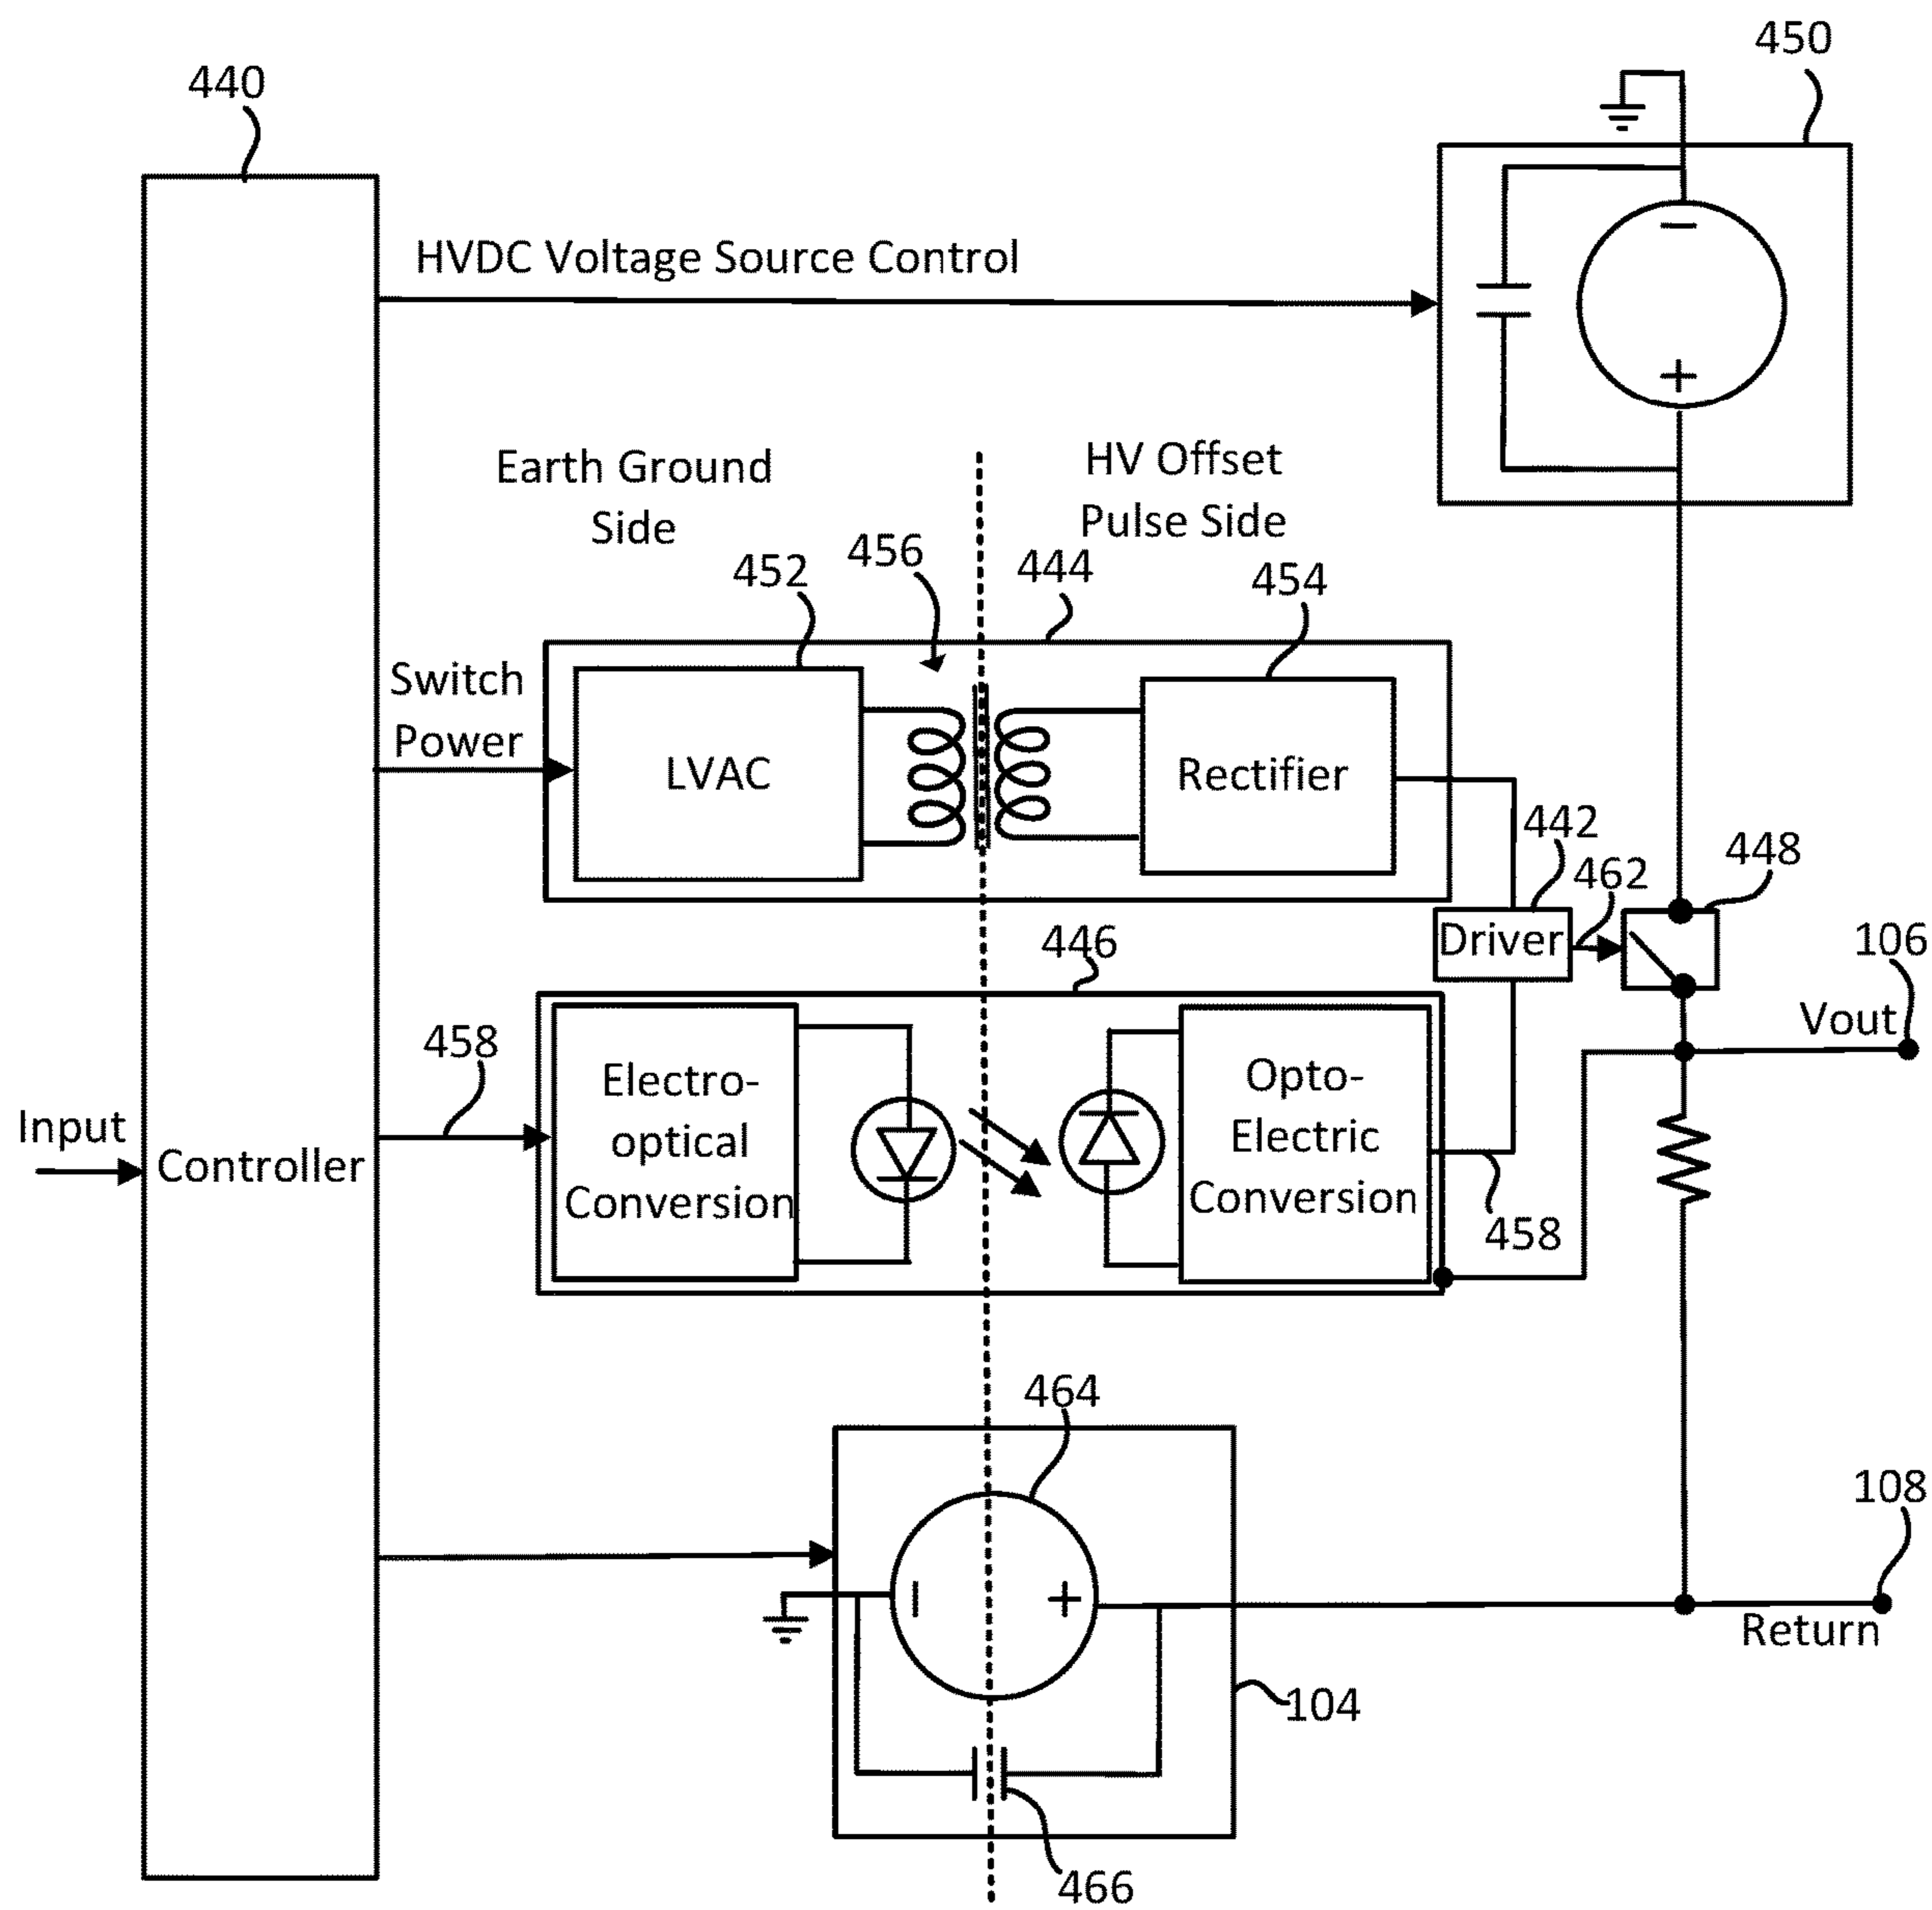 450
440
HVDC Voltage Source Control
−
+
Earth Ground
Side
HV Offset
Pulse Side
456
444
452
454
Switch
Power
LVAC
Rectifier
442
448
462
Driver
446
106
Vout
458
Electro-
optical
Conversion
Opto-
Electric
Conversion
Input
Controller
458
464
108
−
+
Return
104
466